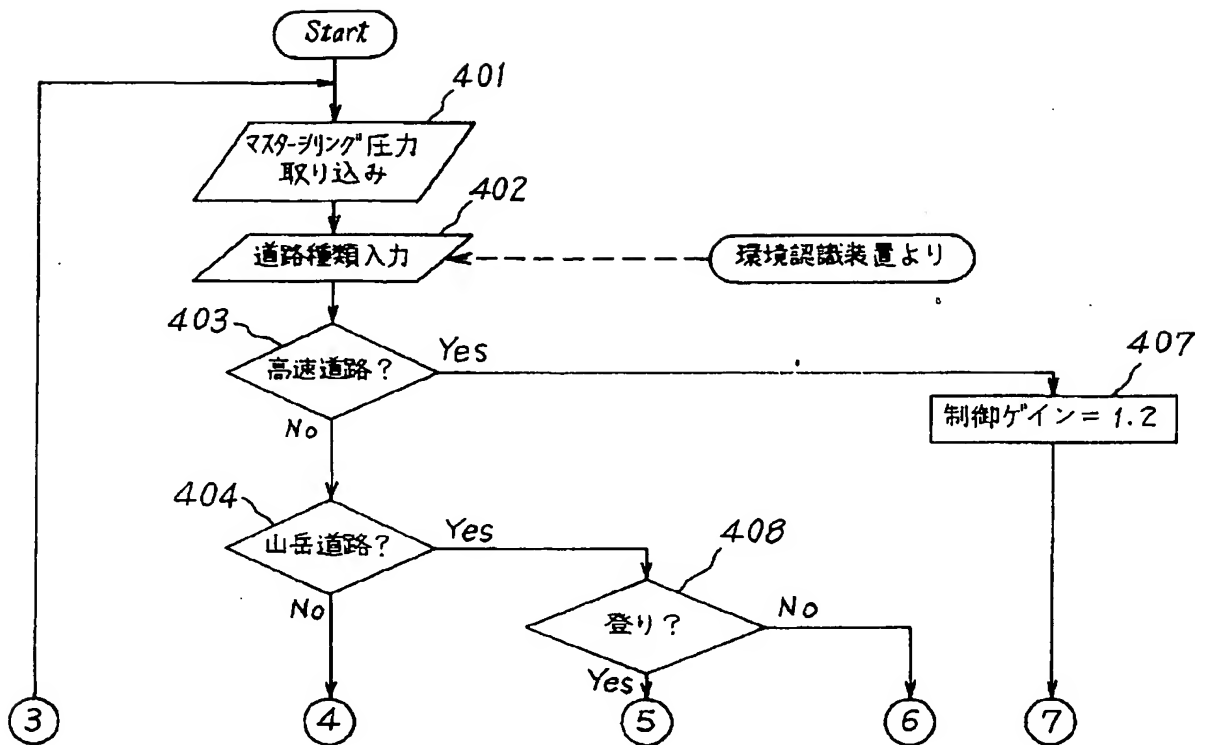 Start
401
マスターシリング圧力
取り込み
402
道路種類入力
環境認識装置より
403
高速道路?
Yes
No
407
制御ゲイン=1.2
404
山岳道路?
Yes
No
408
登り?
No
Yes
3
4
5
6
7